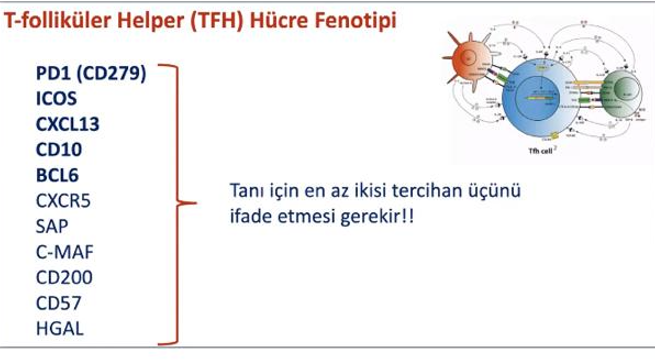 T-folliküler Helper (TFH) Hücre Fenotipi
PD1 (CD279)
ICOS
CXCL13
CD10
BCL6
CXCR5
SAP
C-MAF
CD200
CD57
HGAL
Tanı için en az ikisi tercihan üçünü
ifade etmesi gerekir!!
Tfh cell